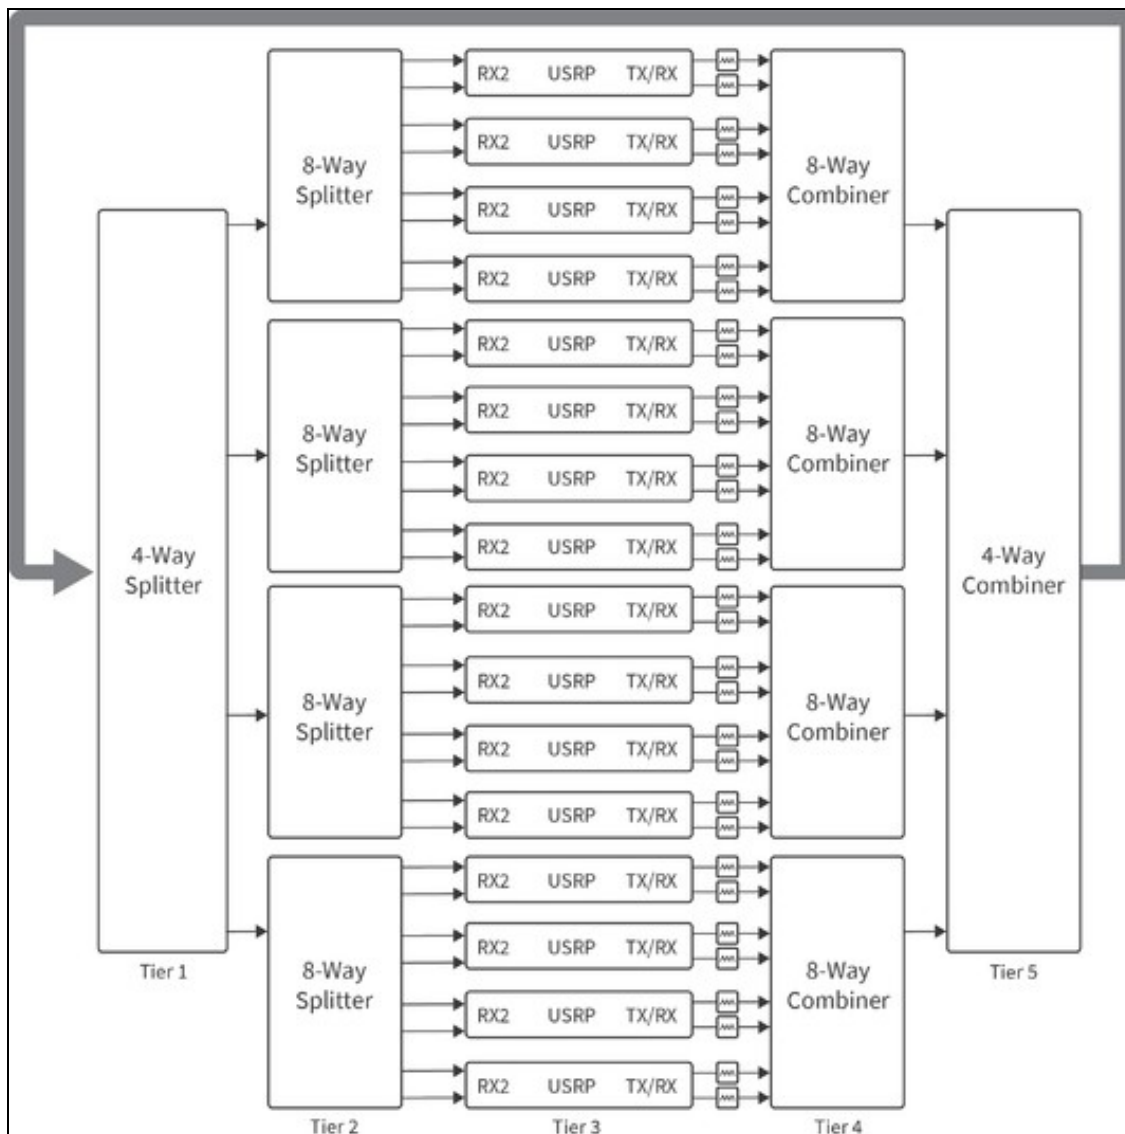 RX2 USRP TX/RX
RX2 USRP TX/RX
8-Way
Splitter
8-Way
Combiner
RX2 USRP TX/RX
RX2 USRP TX/RX
RX2 USRP TX/RX
RX2 USRP TX/RX
8-Way
Splitter
8-Way
Combiner
RX2 USRP TX/RX
RX2 USRP TX/RX
4-Way
Splitter
4-Way
Combiner
RX2 USRP TX/RX
RX2 USRP TX/RX
8-Way
Splitter
8-Way
Combiner
RX2 USRP TX/RX
RX2 USRP TX/RX
RX2 USRP TX/RX
RX2 USRP TX/RX
8-Way
Splitter
8-Way
Combiner
Tier 1
Tier 5
RX2 USRP TX/RX
RX2 USRP TX/RX
Tier 2
Tier 3
Tier 4